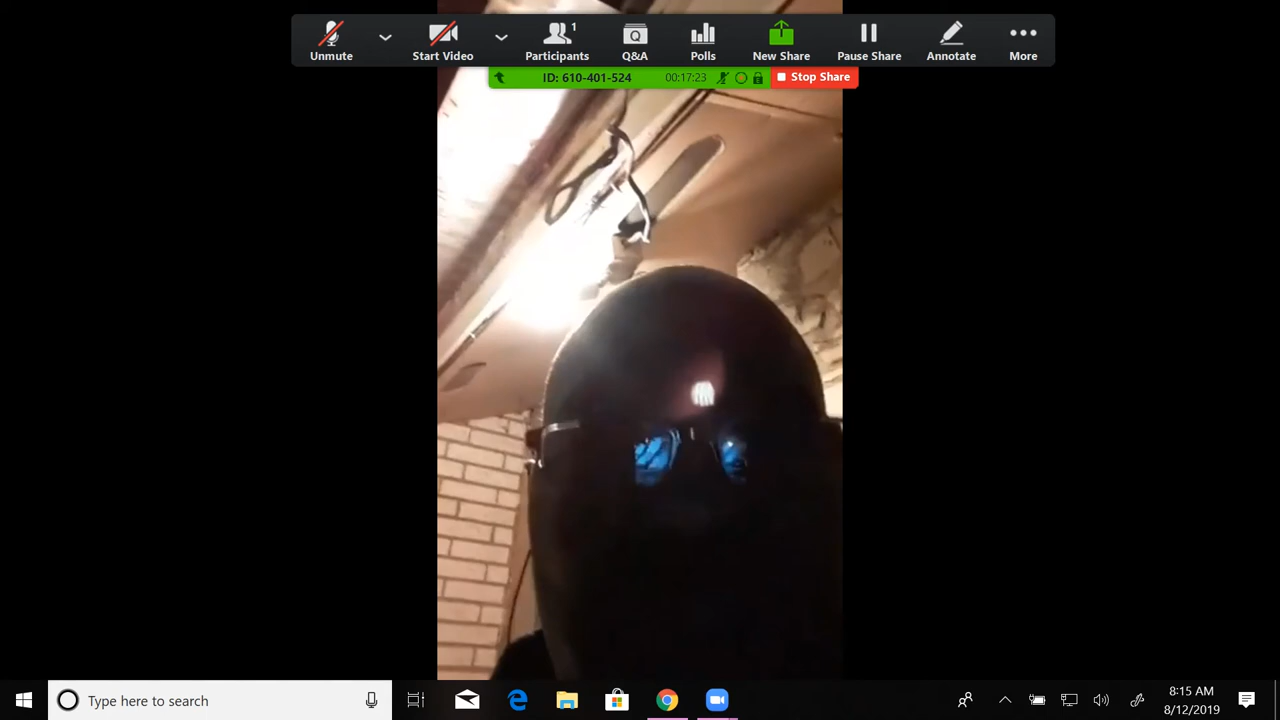 Unmute
Start Video
Participants 1
Q&A
Polls
New Share
Pause Share
Annotate
More
ID: 610-401-524 00:17:23 Stop Share
Type here to search
8:15 AM
8/12/2019